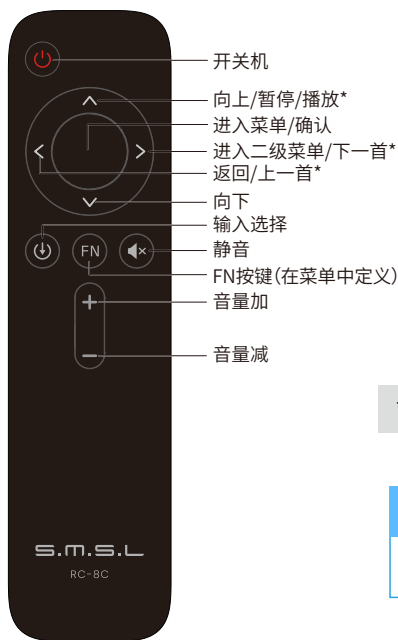 开关机
向上/暂停/播放*
进入菜单/确认
进入二级菜单/下一首*
返回/上一首*
向下
输入选择
静音
FN
FN按键(在菜单中定义)
音量加
音量减
S.M.S.L
RC-8C